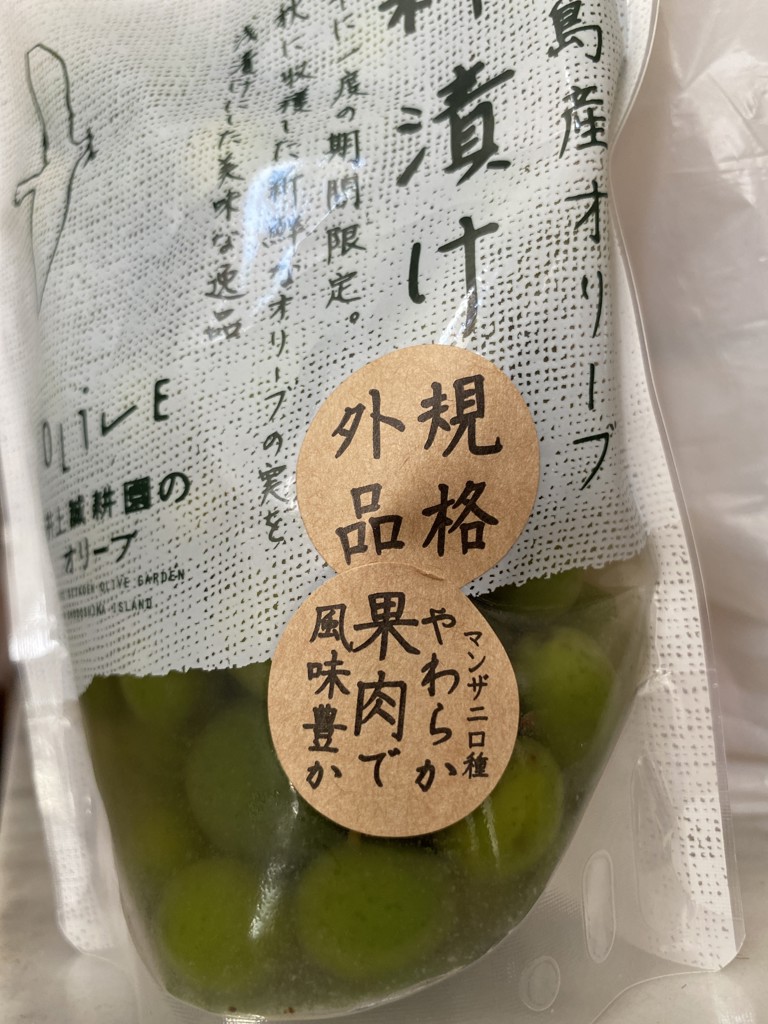 島産オリーブ
漬け
に一度の期間限定。
秋に収穫した新鮮なオリーブの実を
浅漬けした美味な逸品
OLIVE
井上誠耕園の
オリーブ
OLIVE GARDEN
ISLAND
規格
外品
マンザニロ種
やわらか
果肉で
風味豊か